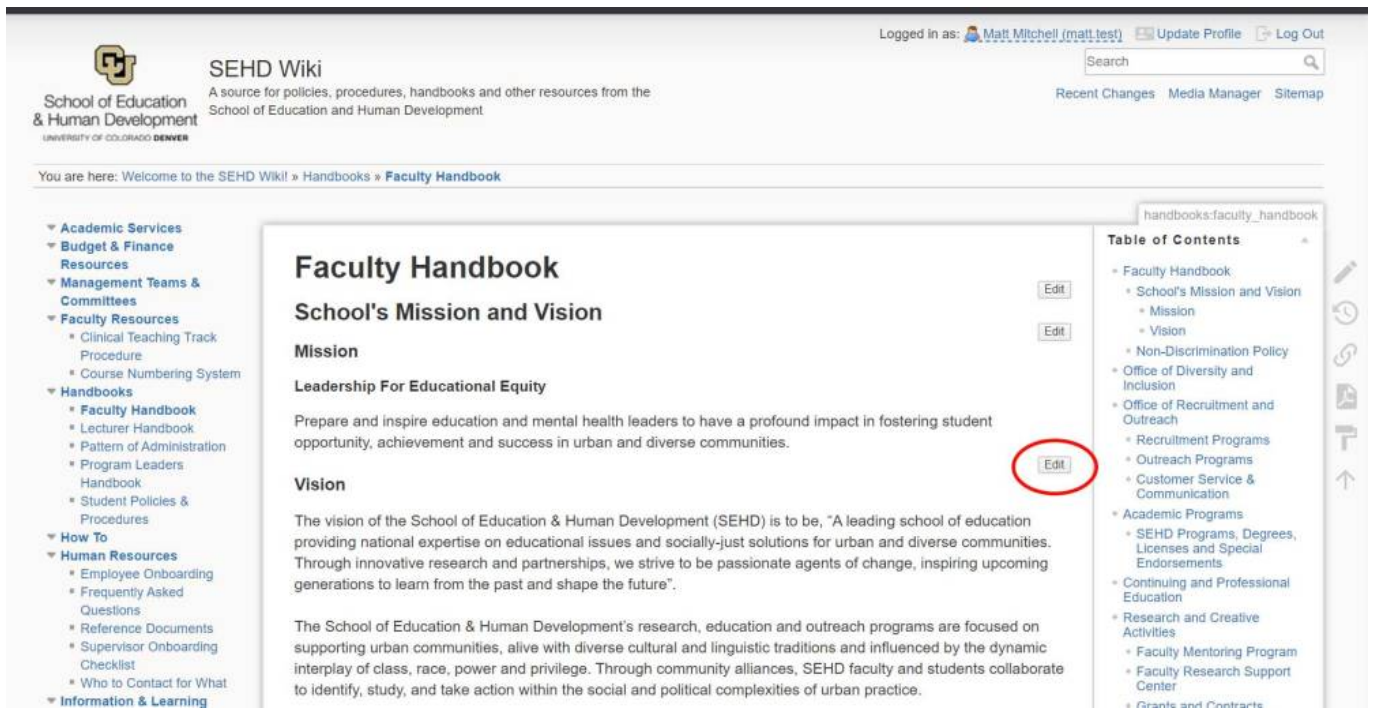 Logged in as: Matt Mitchell (matt.test) Update Profile Log Out
School of Education
& Human Development
UNIVERSITY OF COLORADO DENVER
SEHD Wiki
A source for policies, procedures, handbooks and other resources from the
School of Education and Human Development
Search
Recent Changes Media Manager Sitemap
You are here: Welcome to the SEHD Wiki! » Handbooks » Faculty Handbook
Academic Services
Budget & Finance
Resources
Management Teams &
Committees
Faculty Resources
Clinical Teaching Track
Procedure
Course Numbering System
Handbooks
Faculty Handbook
Lecturer Handbook
Pattern of Administration
Program Leaders
Handbook
Student Policies &
Procedures
How To
Human Resources
Employee Onboarding
Frequently Asked
Questions
Reference Documents
Supervisor Onboarding
Checklist
Who to Contact for What
Information & Learning
Faculty Handbook
Edit
School's Mission and Vision
Edit
Mission
Leadership For Educational Equity
Prepare and inspire education and mental health leaders to have a profound impact in fostering student
opportunity, achievement and success in urban and diverse communities.
Edit
Vision
The vision of the School of Education & Human Development (SEHD) is to be, “A leading school of education
providing national expertise on educational issues and socially-just solutions for urban and diverse communities.
Through innovative research and partnerships, we strive to be passionate agents of change, inspiring upcoming
generations to learn from the past and shape the future”.
The School of Education & Human Development's research, education and outreach programs are focused on
supporting urban communities, alive with diverse cultural and linguistic traditions and influenced by the dynamic
interplay of class, race, power and privilege. Through community alliances, SEHD faculty and students collaborate
to identify, study, and take action within the social and political complexities of urban practice.
handbooks:faculty_handbook
Table of Contents
Faculty Handbook
School's Mission and Vision
Mission
Vision
Non-Discrimination Policy
Office of Diversity and
Inclusion
Office of Recruitment and
Outreach
Recruitment Programs
Outreach Programs
Customer Service &
Communication
Academic Programs
SEHD Programs, Degrees,
Licenses and Special
Endorsements
Continuing and Professional
Education
Research and Creative
Activities
Faculty Mentoring Program
Faculty Research Support
Center
Grants and Contracts